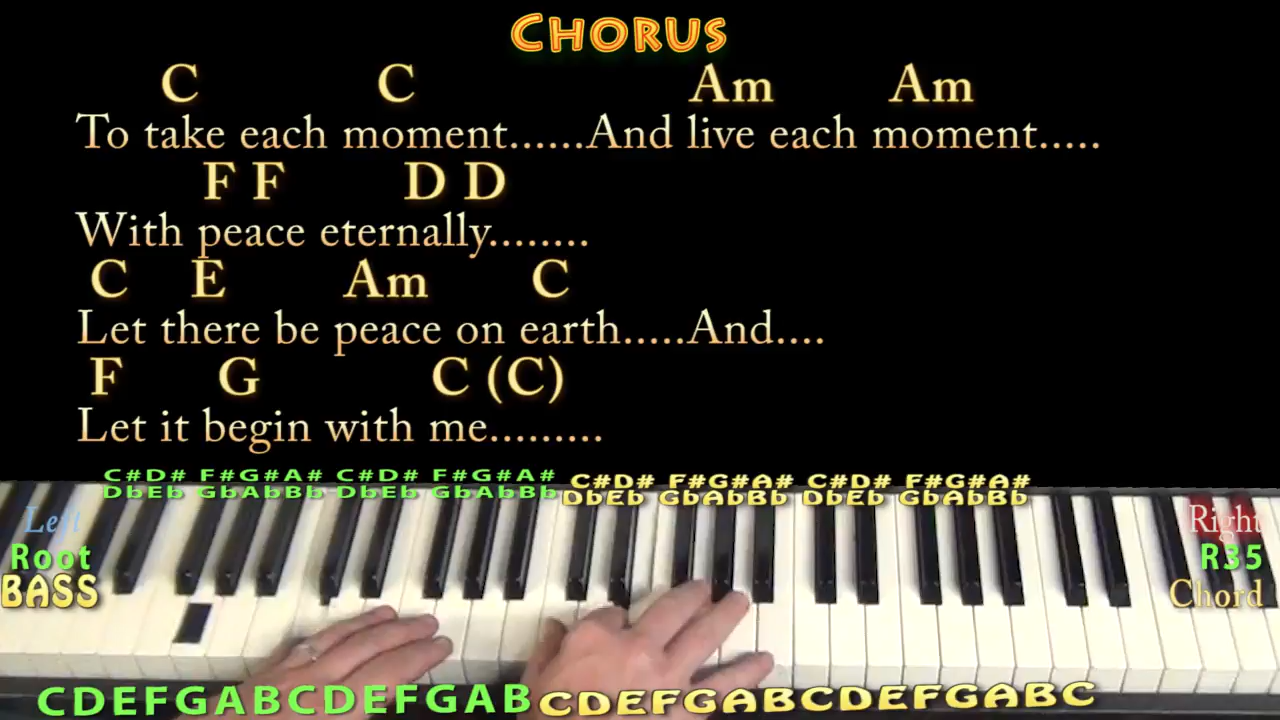 CHORUS
C C Am Am
To take each moment......And live each moment.....
F F D D
With peace eternally........
C E Am C
Let there be peace on earth.....And....
F G C (C)
Let it begin with me.........
C#D# F#G#A# C#D# F#G#A# C#D# F#G#A# C#D# F#G#A#
DbEb GbAbBb DbEb GbAbBb DbEb GbAbBb DbEb GbAbBb
Left
Root
BASS
Right
R35
Chord
CDEFGABCDEFGAB CDEFGABCDEFGABC